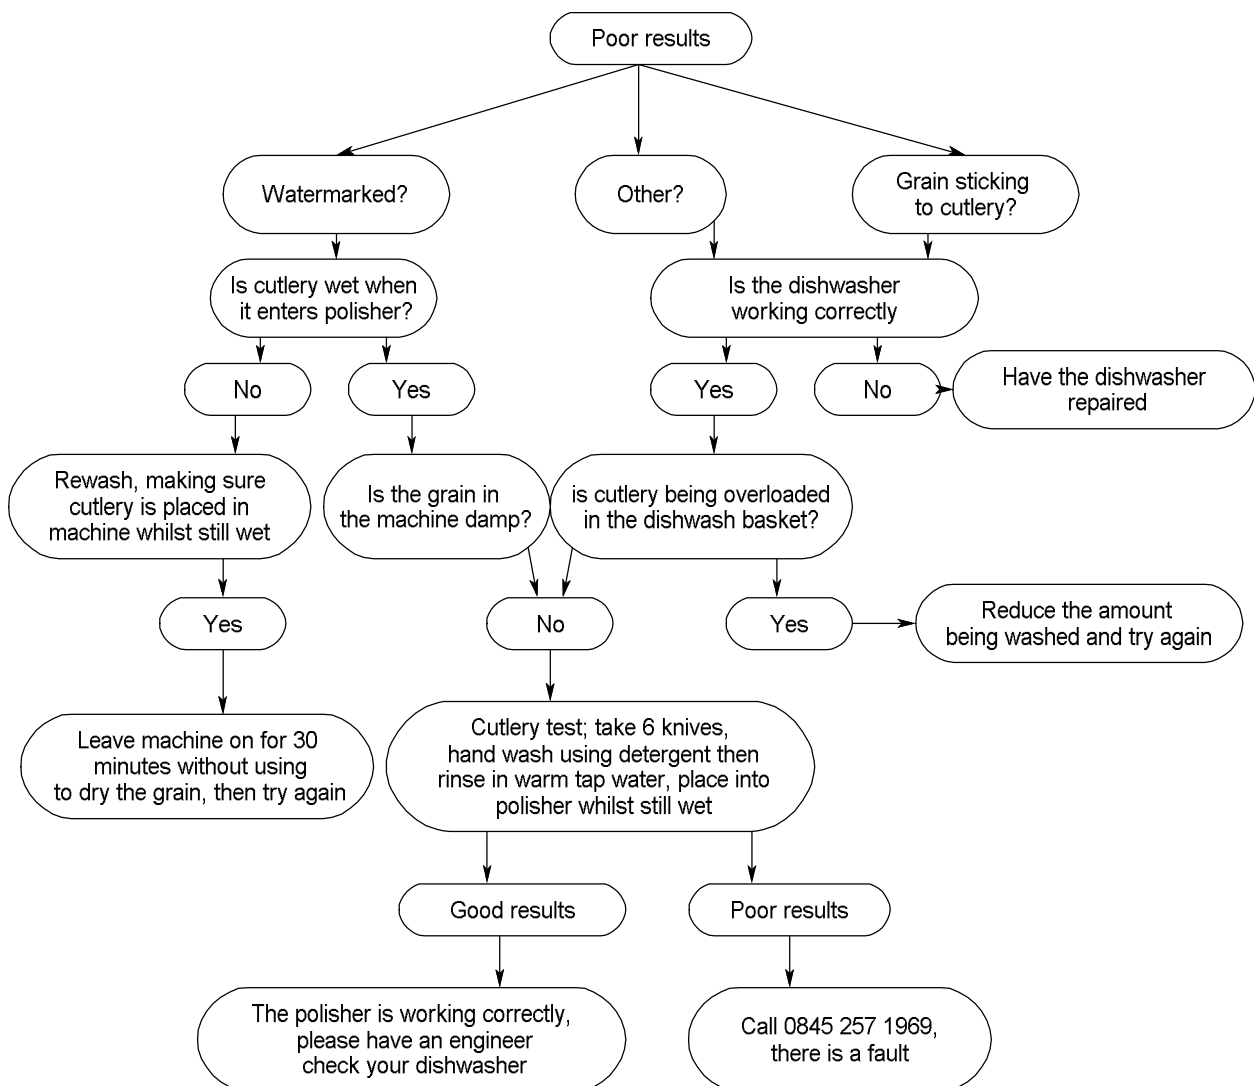 Poor results
Watermarked?
Other?
Grain sticking
to cutlery?
Is cutlery wet when
it enters polisher?
Is the dishwasher
working correctly
No
Yes
Yes
No
Have the dishwasher
repaired
Rewash, making sure
cutlery is placed in
machine whilst still wet
Is the grain in
the machine damp?
is cutlery being overloaded
in the dishwash basket?
Yes
No
Yes
Reduce the amount
being washed and try again
Leave machine on for 30
minutes without using
to dry the grain, then try again
Cutlery test; take 6 knives,
hand wash using detergent then
rinse in warm tap water, place into
polisher whilst still wet
Good results
Poor results
The polisher is working correctly,
please have an engineer
check your dishwasher
Call 0845 257 1969,
there is a fault